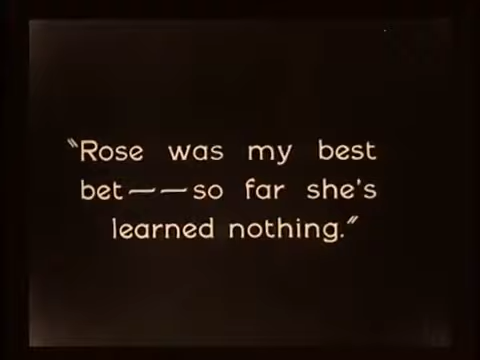 "Rose was my best
bet——so far she's
learned nothing."